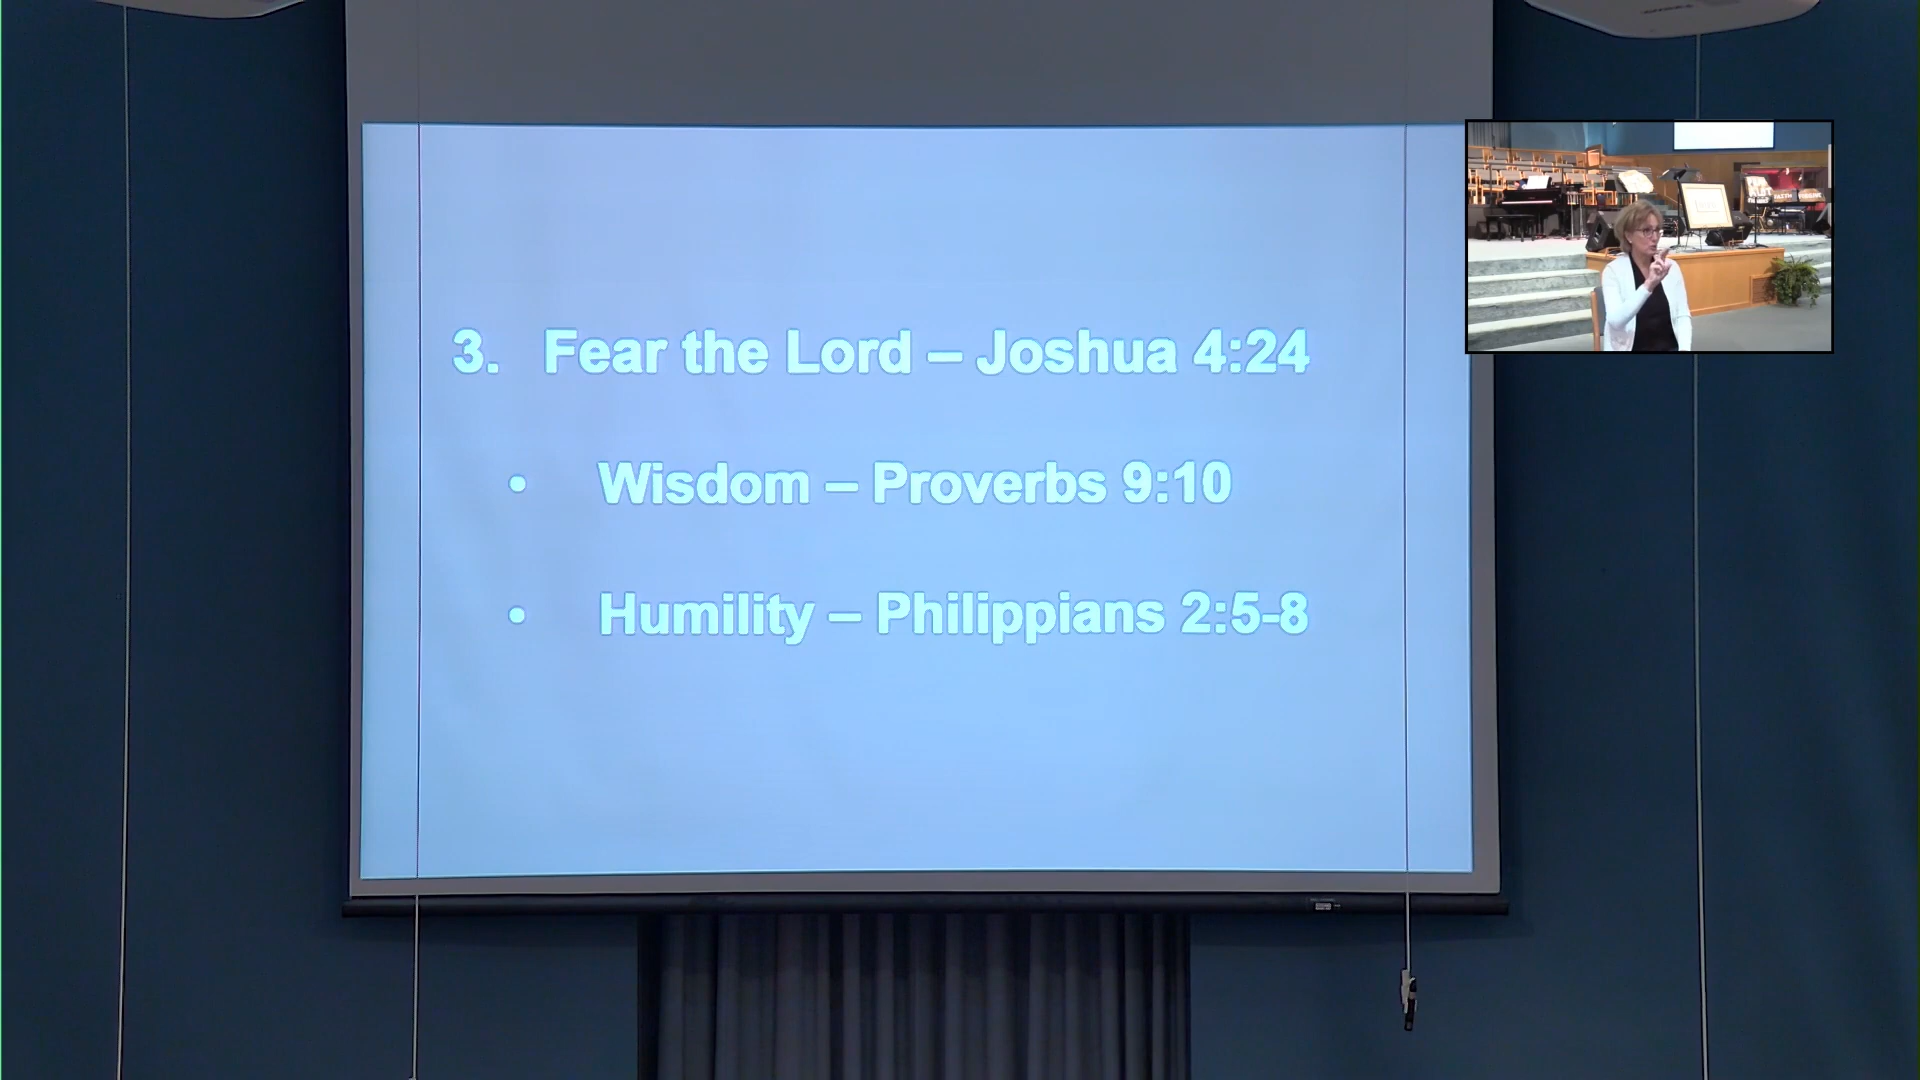 3. Fear the Lord – Joshua 4:24
• Wisdom – Proverbs 9:10
• Humility – Philippians 2:5-8